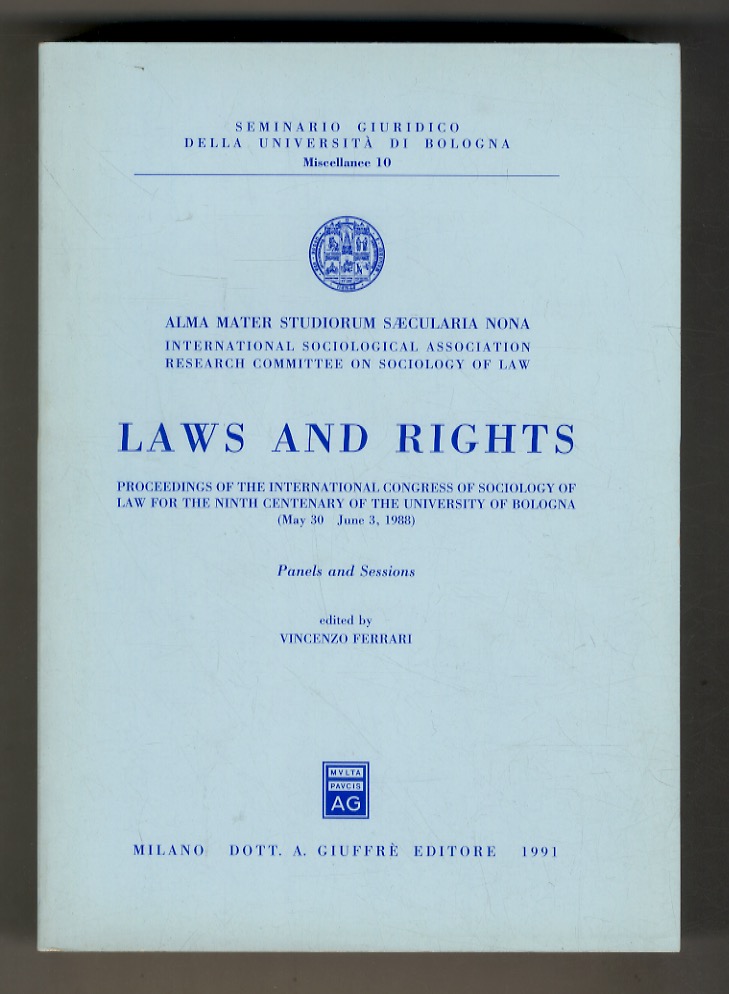 SEMINARIO GIURIDICO
DELLA UNIVERSITÀ DI BOLOGNA
Miscellanee 10
ALMA MATER STUDIORUM SÆCULARIA NONA
INTERNATIONAL SOCIOLOGICAL ASSOCIATION
RESEARCH COMMITTEE ON SOCIOLOGY OF LAW
LAWS AND RIGHTS
PROCEEDINGS OF THE INTERNATIONAL CONGRESS OF SOCIOLOGY OF
LAW FOR THE NINTH CENTENARY OF THE UNIVERSITY OF BOLOGNA
(May 30 June 3, 1988)
Panels and Sessions
edited by
VINCENZO FERRARI
MVLTA
PAVCIS
AG
MILANO DOTT. A. GIUFFRÈ EDITORE 1991